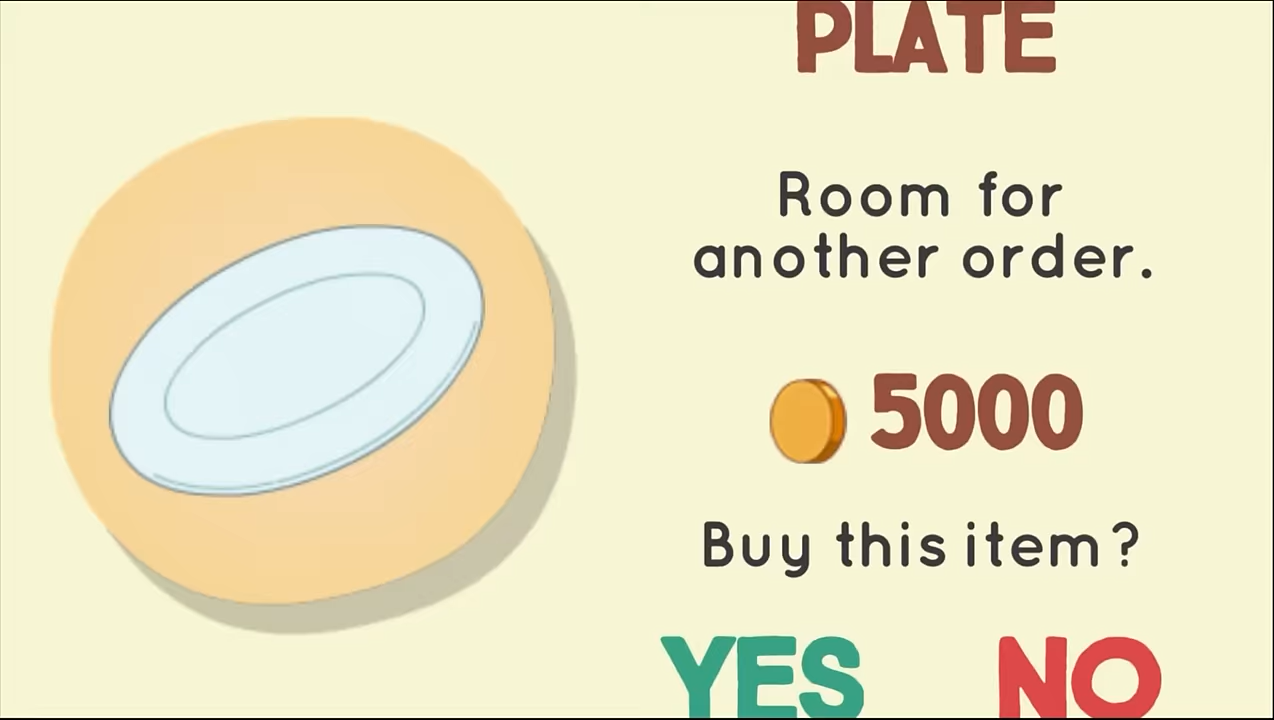 PLATE
Room for
another order.
5000
Buy this item?
YES NO